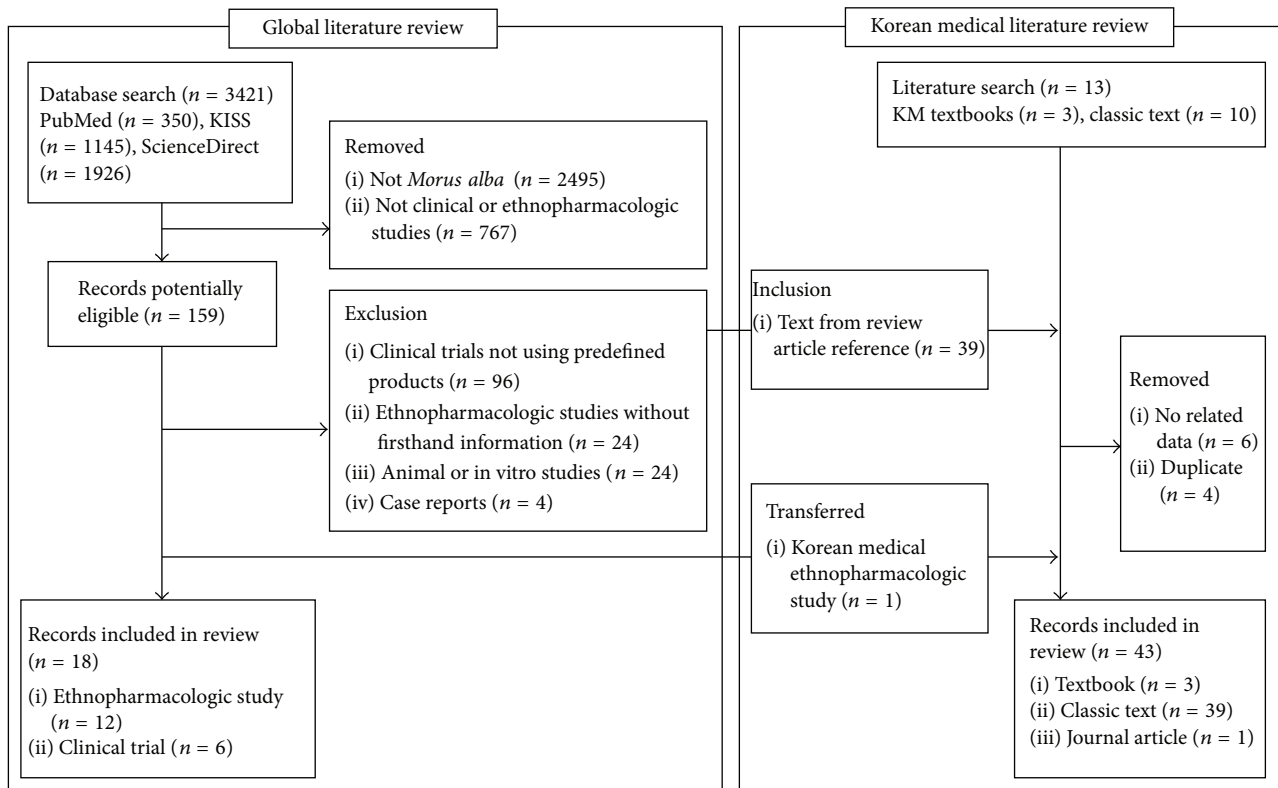 Global literature review
Database search (n = 3421)
PubMed (n = 350), KISS
(n = 1145), ScienceDirect
(n = 1926)
Removed
(i) Not Morus alba (n = 2495)
(ii) Not clinical or ethnopharmacologic
studies (n = 767)
Records potentially
eligible (n = 159)
Exclusion
(i) Clinical trials not using predefined
products (n = 96)
(ii) Ethnopharmacologic studies without
firsthand information (n = 24)
(iii) Animal or in vitro studies (n = 24)
(iv) Case reports (n = 4)
Records included in review
(n = 18)
(i) Ethnopharmacologic study
(n = 12)
(ii) Clinical trial (n = 6)
Korean medical literature review
Literature search (n = 13)
KM textbooks (n = 3), classic text (n = 10)
Inclusion
(i) Text from review
article reference (n = 39)
Removed
(i) No related
data (n = 6)
(ii) Duplicate
(n = 4)
Transferred
(i) Korean medical
ethnopharmacologic
study (n = 1)
Records included in
review (n = 43)
(i) Textbook (n = 3)
(ii) Classic text (n = 39)
(iii) Journal article (n = 1)